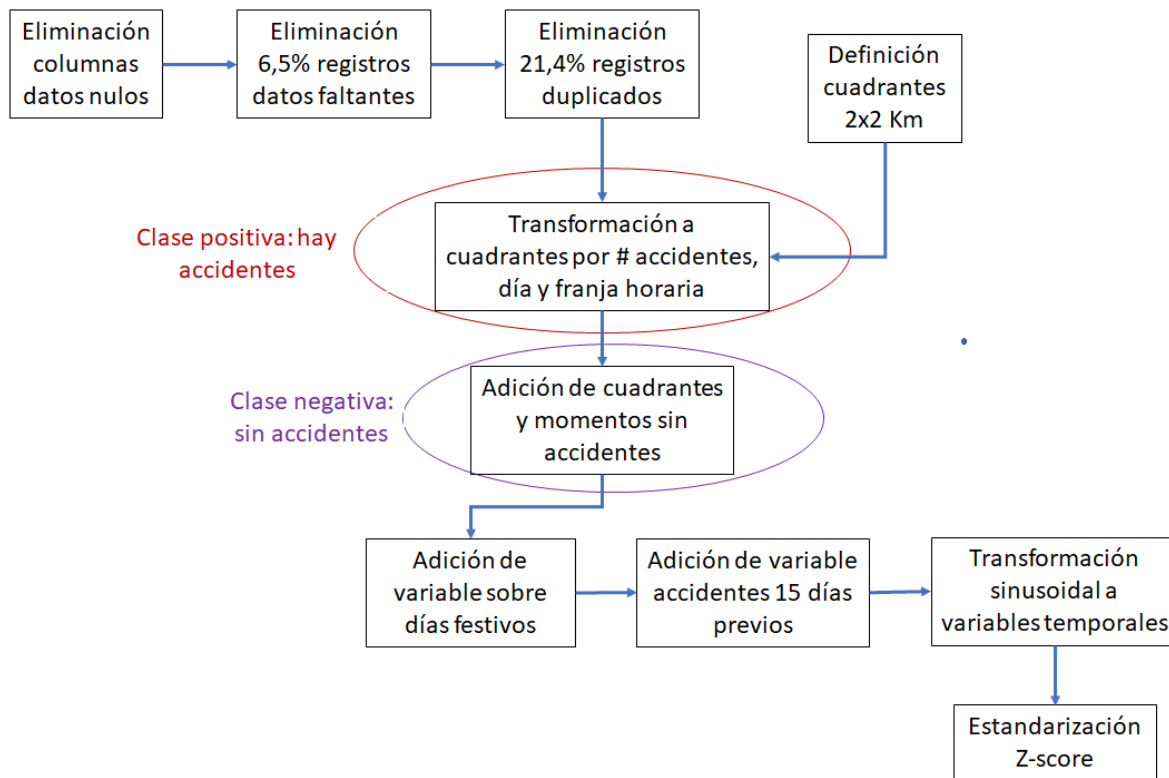 Eliminación
columnas
datos nulos
Eliminación
6,5% registros
datos faltantes
Eliminación
21,4% registros
duplicados
Definición
cuadrantes
2x2 Km
Clase positiva: hay
accidentes
Transformación a
cuadrantes por # accidentes,
día y franja horaria
Clase negativa:
sin accidentes
Adición de cuadrantes
y momentos sin
accidentes
Adición de
variable sobre
días festivos
Adición de variable
accidentes 15 días
previos
Transformación
sinusoidal a
variables temporales
Estandarización
Z-score